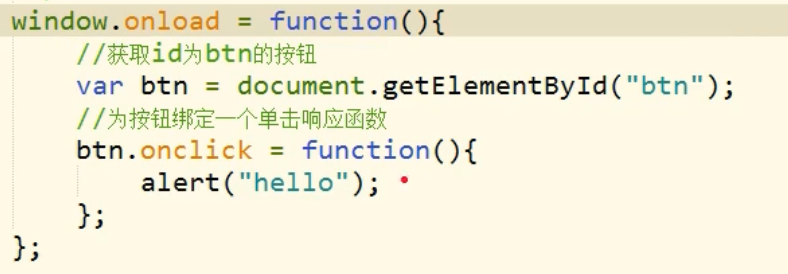 window.onload = function(){
//获取id为btn的按钮
var btn = document.getElementById("btn");
//为按钮绑定一个单击响应函数
btn.onclick = function(){
alert("hello");
};
};